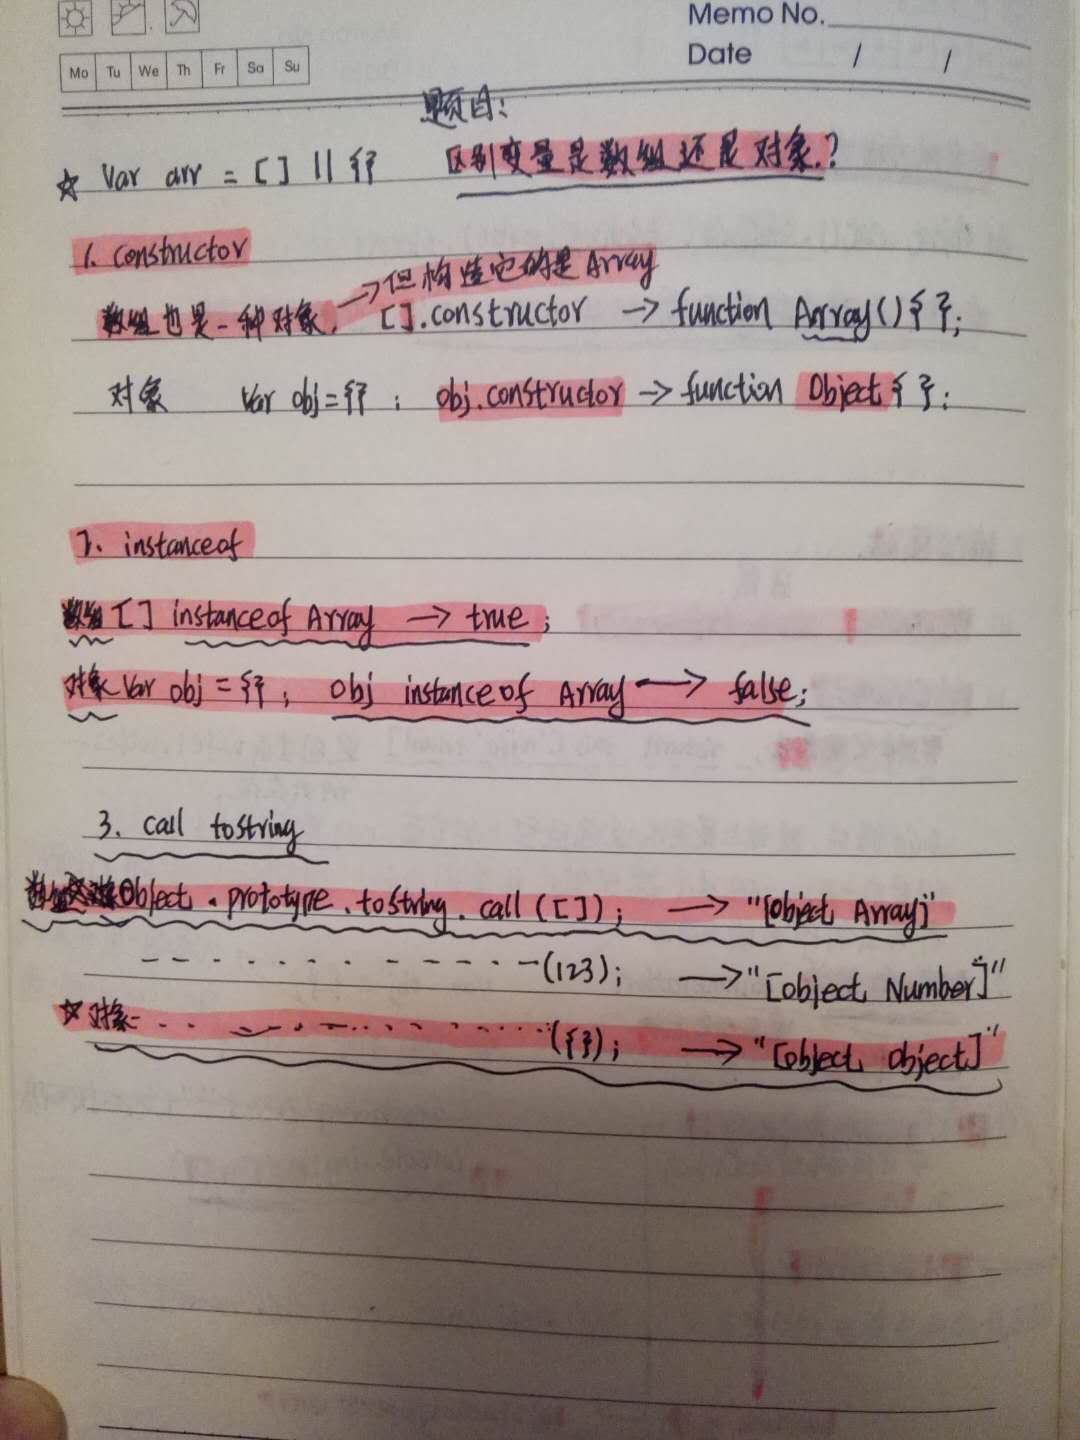 Memo No.
Date / /
Mo Tu We Th Fr Sa Su
题目:
☆ Var arr = [] || {} 区别变量是数组还是对象.?
1. constructor
→但构造它的是Array
数组也是一种对象, [].constructor → function Array(){};
对象 Var obj={}; obj.constructor → function Object{};
2. instanceof
数组 [] instanceof Array → true;
对象 Var obj = {}; obj instanceof Array → false;
3. call toString
Object.prototype.toString.call([]); → "[object Array]"
(123); → "[object Number]"
☆ 对象 ({}); → "[object object]"